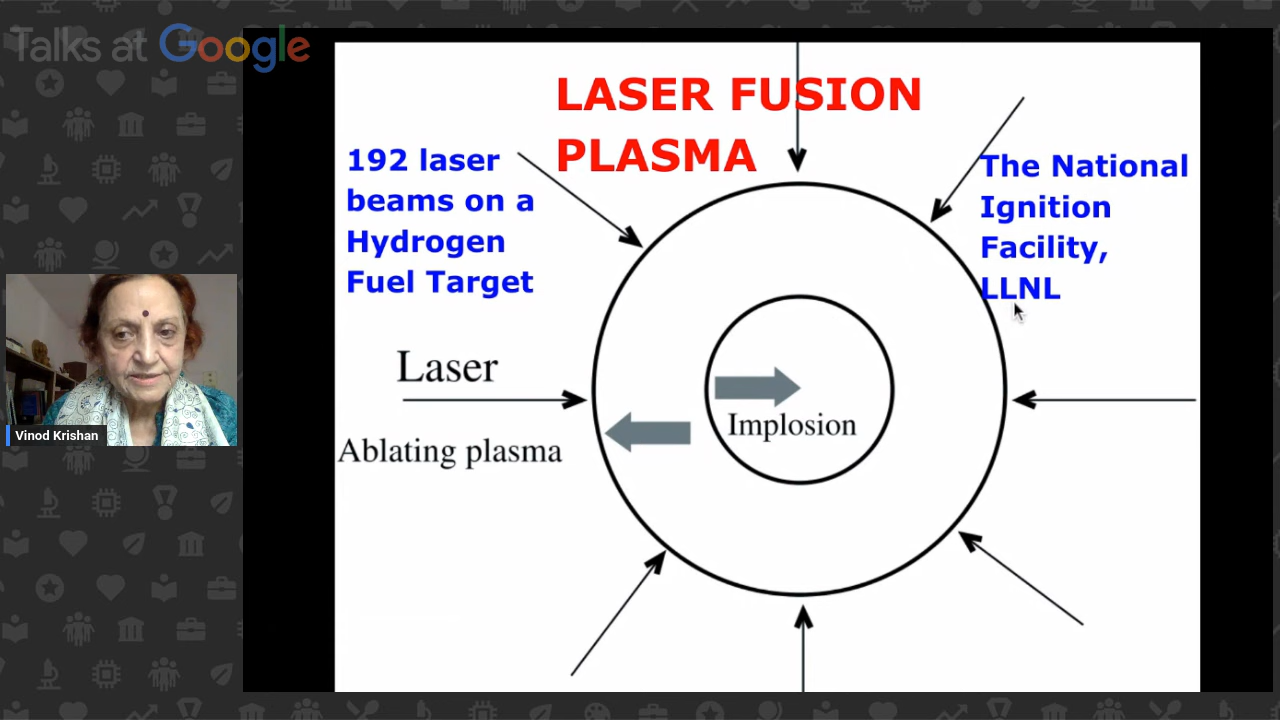 Talks at Google
LASER FUSION
PLASMA
192 laser
beams on a
Hydrogen
Fuel Target
The National
Ignition
Facility,
LLNL
Laser
Ablating plasma
Implosion
Vinod Krishan